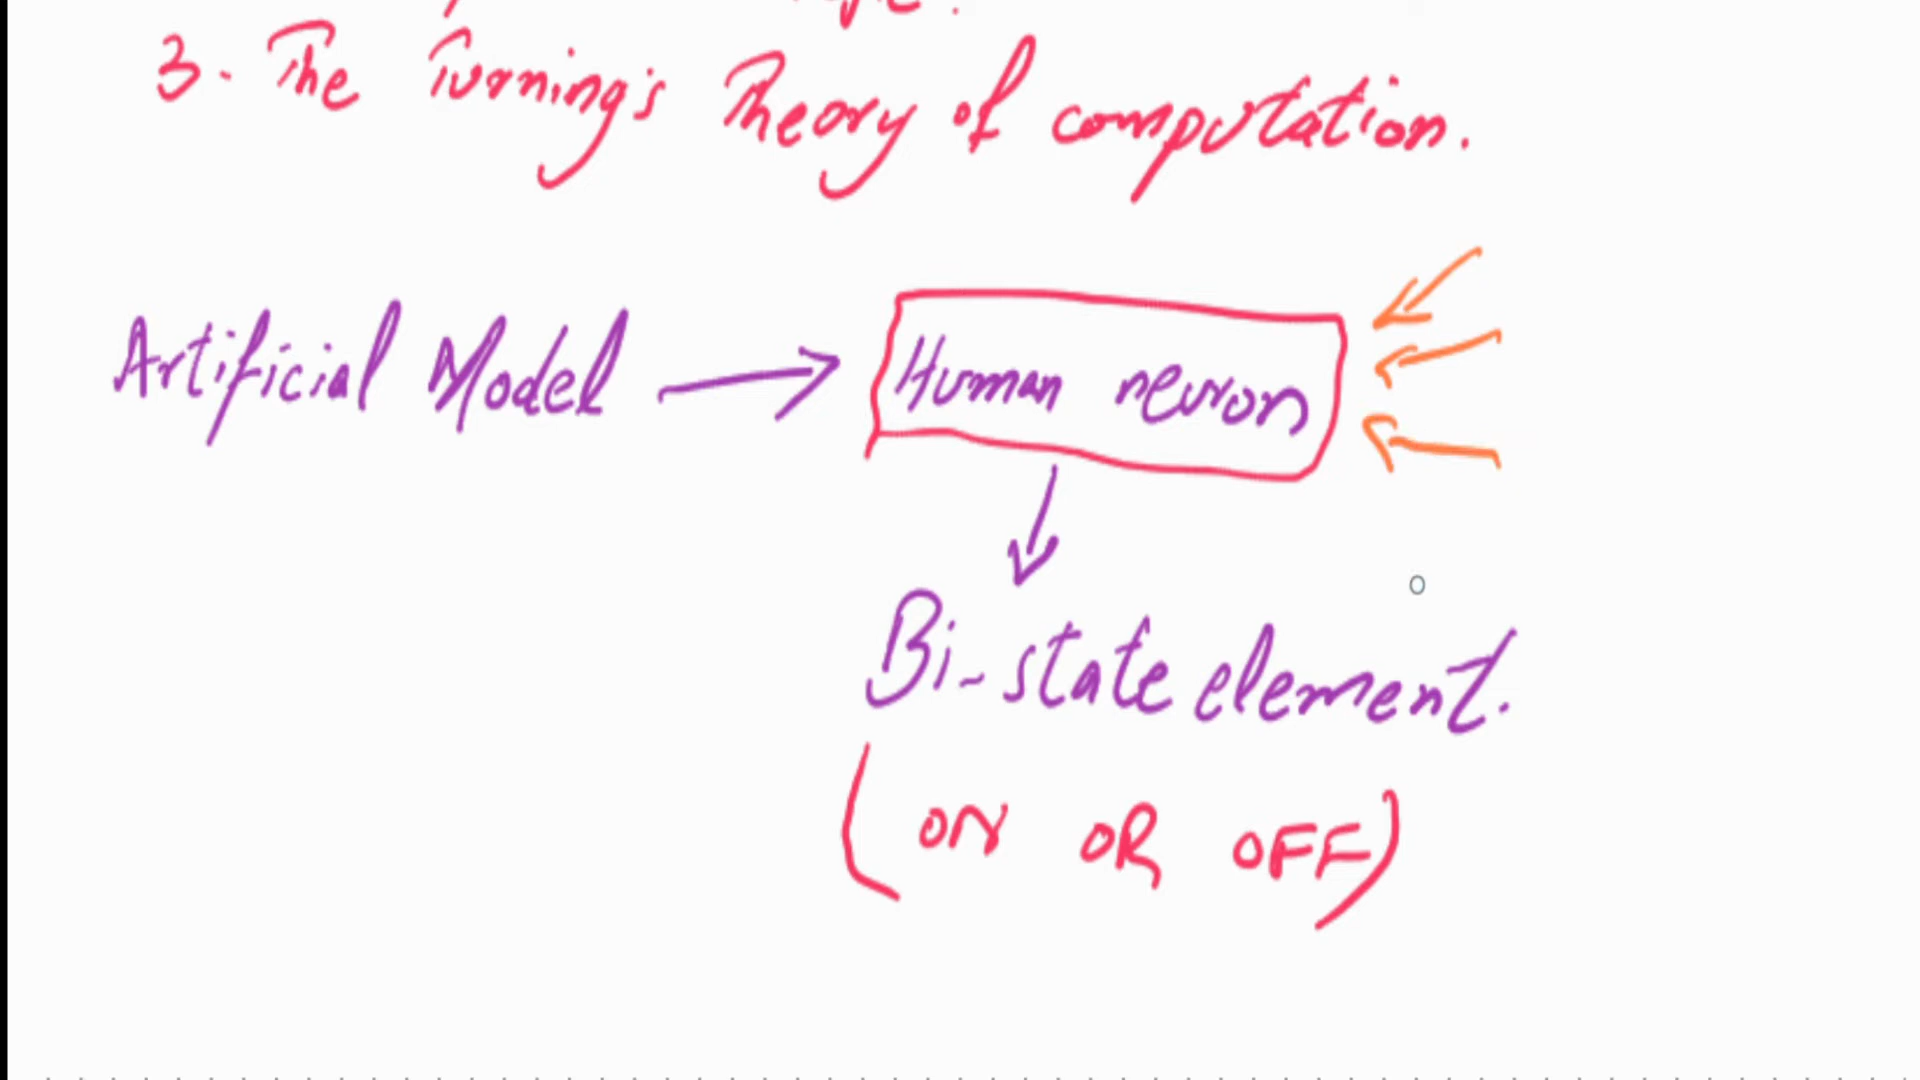 3. The Turning's Theory of computation.
Artificial Model → Human neuron
Bi-state element.
(ON OR OFF)